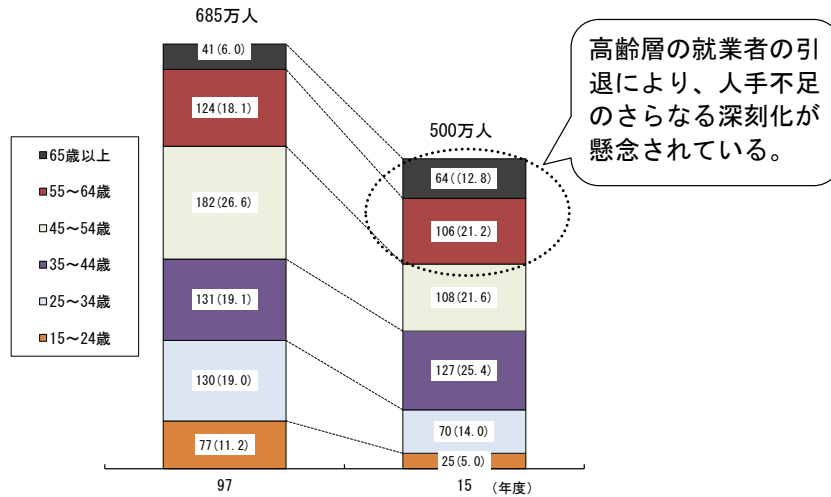 685万人
41(6.0)
124(18.1)
182(26.6)
131(19.1)
130(19.0)
77(11.2)
500万人
64((12.8)
106(21.2)
108(21.6)
127(25.4)
70(14.0)
25(5.0)
高齢層の就業者の引
退により、人手不足
のさらなる深刻化が
懸念されている。
65歳以上
55～64歳
45～54歳
35～44歳
25～34歳
15～24歳
97
15
(年度)